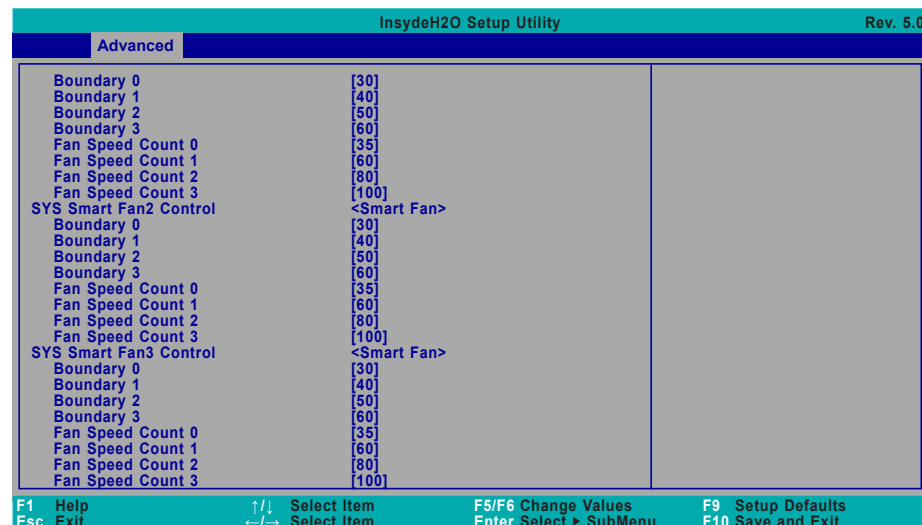 InsydeH2O Setup Utility Rev. 5.0
Advanced
Boundary 0 [30]
Boundary 1 [40]
Boundary 2 [50]
Boundary 3 [60]
Fan Speed Count 0 [35]
Fan Speed Count 1 [60]
Fan Speed Count 2 [80]
Fan Speed Count 3 [100]
SYS Smart Fan2 Control <Smart Fan>
Boundary 0 [30]
Boundary 1 [40]
Boundary 2 [50]
Boundary 3 [60]
Fan Speed Count 0 [35]
Fan Speed Count 1 [60]
Fan Speed Count 2 [80]
Fan Speed Count 3 [100]
SYS Smart Fan3 Control <Smart Fan>
Boundary 0 [30]
Boundary 1 [40]
Boundary 2 [50]
Boundary 3 [60]
Fan Speed Count 0 [35]
Fan Speed Count 1 [60]
Fan Speed Count 2 [80]
Fan Speed Count 3 [100]
F1 Help ↑/↓ Select Item F5/F6 Change Values F9 Setup Defaults
Esc Exit ←/→ Select Item Enter Select ▶ SubMenu F10 Save and Exit